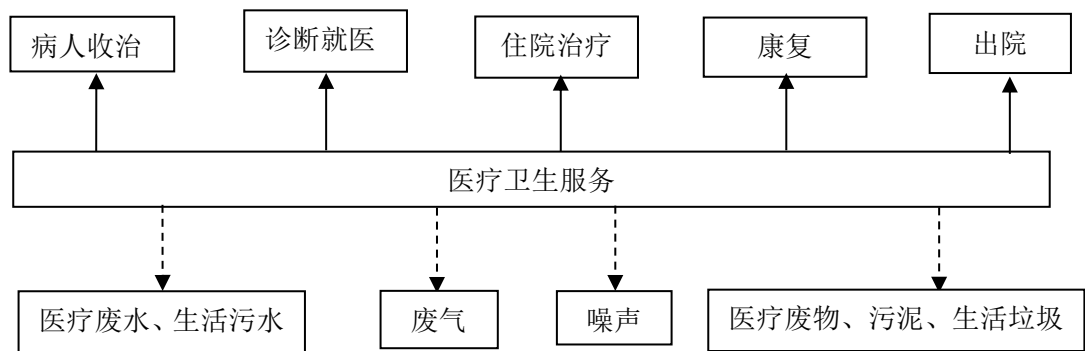 病人收治
诊断就医
住院治疗
康复
出院
医疗卫生服务
医疗废水、生活污水
废气
噪声
医疗废物、污泥、生活垃圾